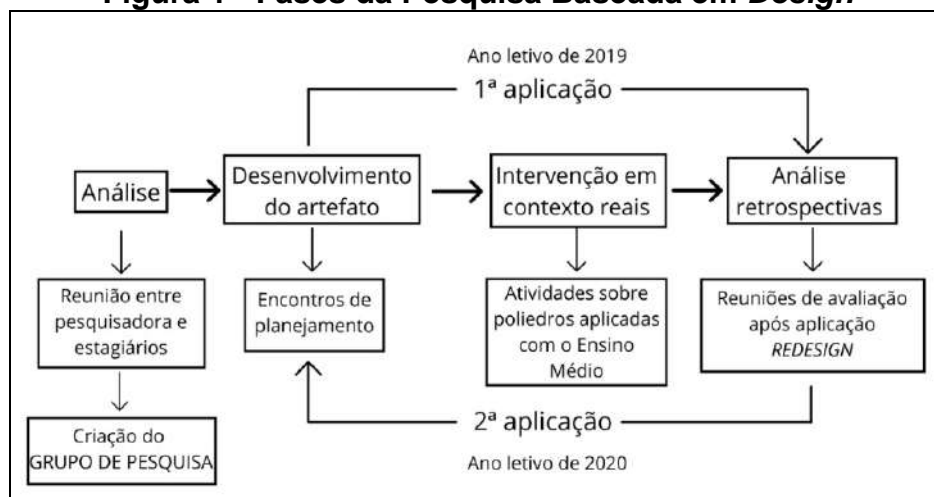 Figura 1 - Fases da Pesquisa Baseada em Design
Ano letivo de 2019
1ª aplicação
Análise
Desenvolvimento
do artefato
Intervenção em
contexto reais
Análise
retrospectivas
Reunião entre
pesquisadora e
estagiários
Encontros de
planejamento
Atividades sobre
poliedros aplicadas
com o Ensino
Médio
Reuniões de avaliação
após aplicação
REDESIGN
Criação do
GRUPO DE PESQUISA
2ª aplicação
Ano letivo de 2020